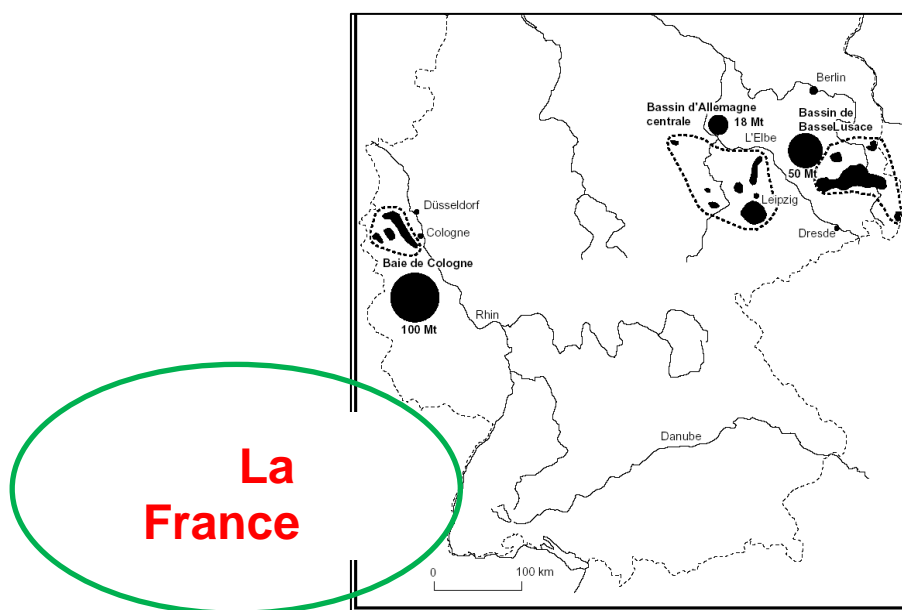 Berlin
Bassin d'Allemagne
centrale
18 Mt
Bassin de
BasseLusace
L'Elbe
50 Mt
Leipzig
Düsseldorf
Cologne
Dresde
Baie de Cologne
Rhin
100 Mt
Danube
La
France
0
100 km